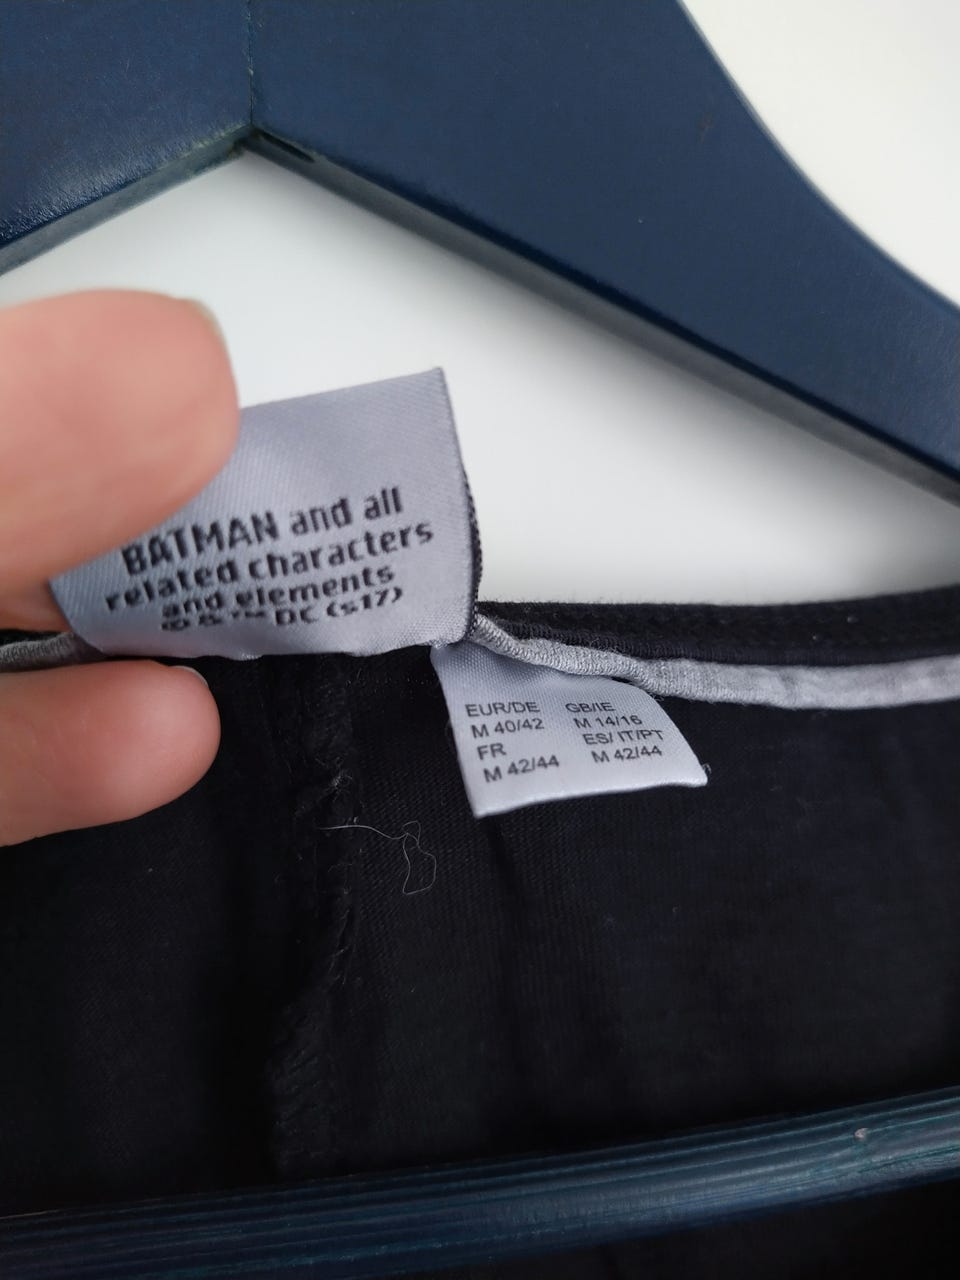 BATMAN and all
related characters
and elements
© & ™ DC (s17)
EUR/DE
M 40/42
FR
M 42/44
GB/IE
M 14/16
ES/ IT/PT
M 42/44